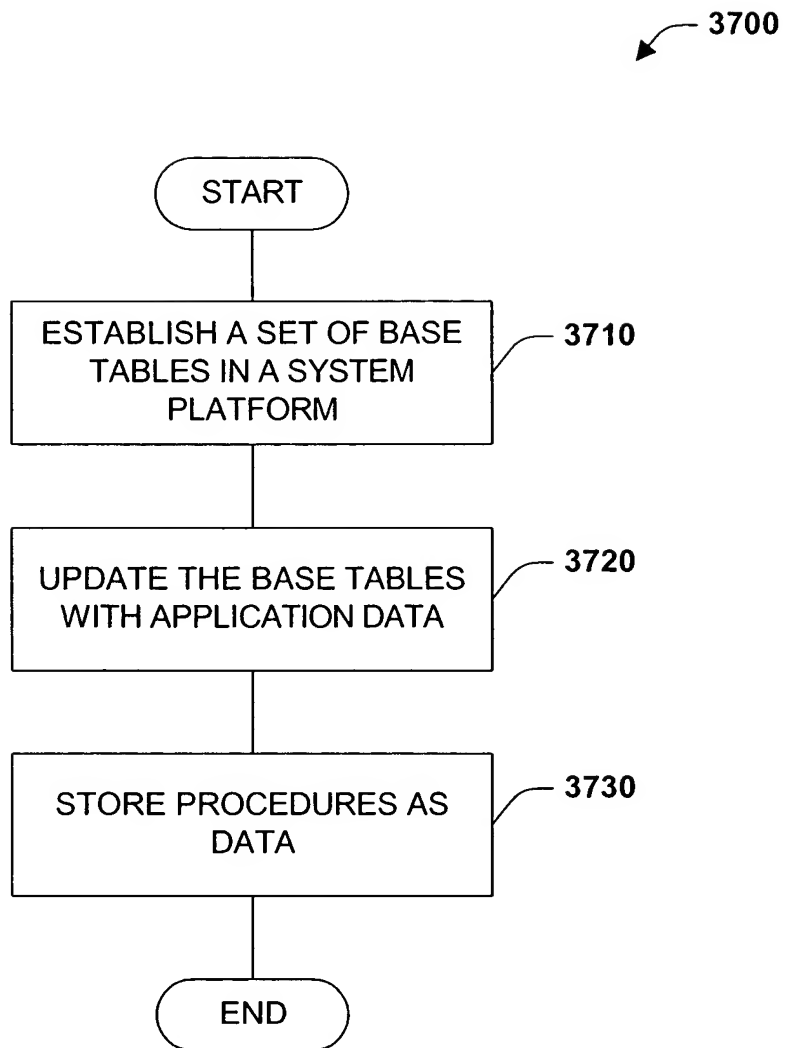 3700
START
ESTABLISH A SET OF BASE
TABLES IN A SYSTEM
PLATFORM
3710
UPDATE THE BASE TABLES
WITH APPLICATION DATA
3720
STORE PROCEDURES AS
DATA
3730
END